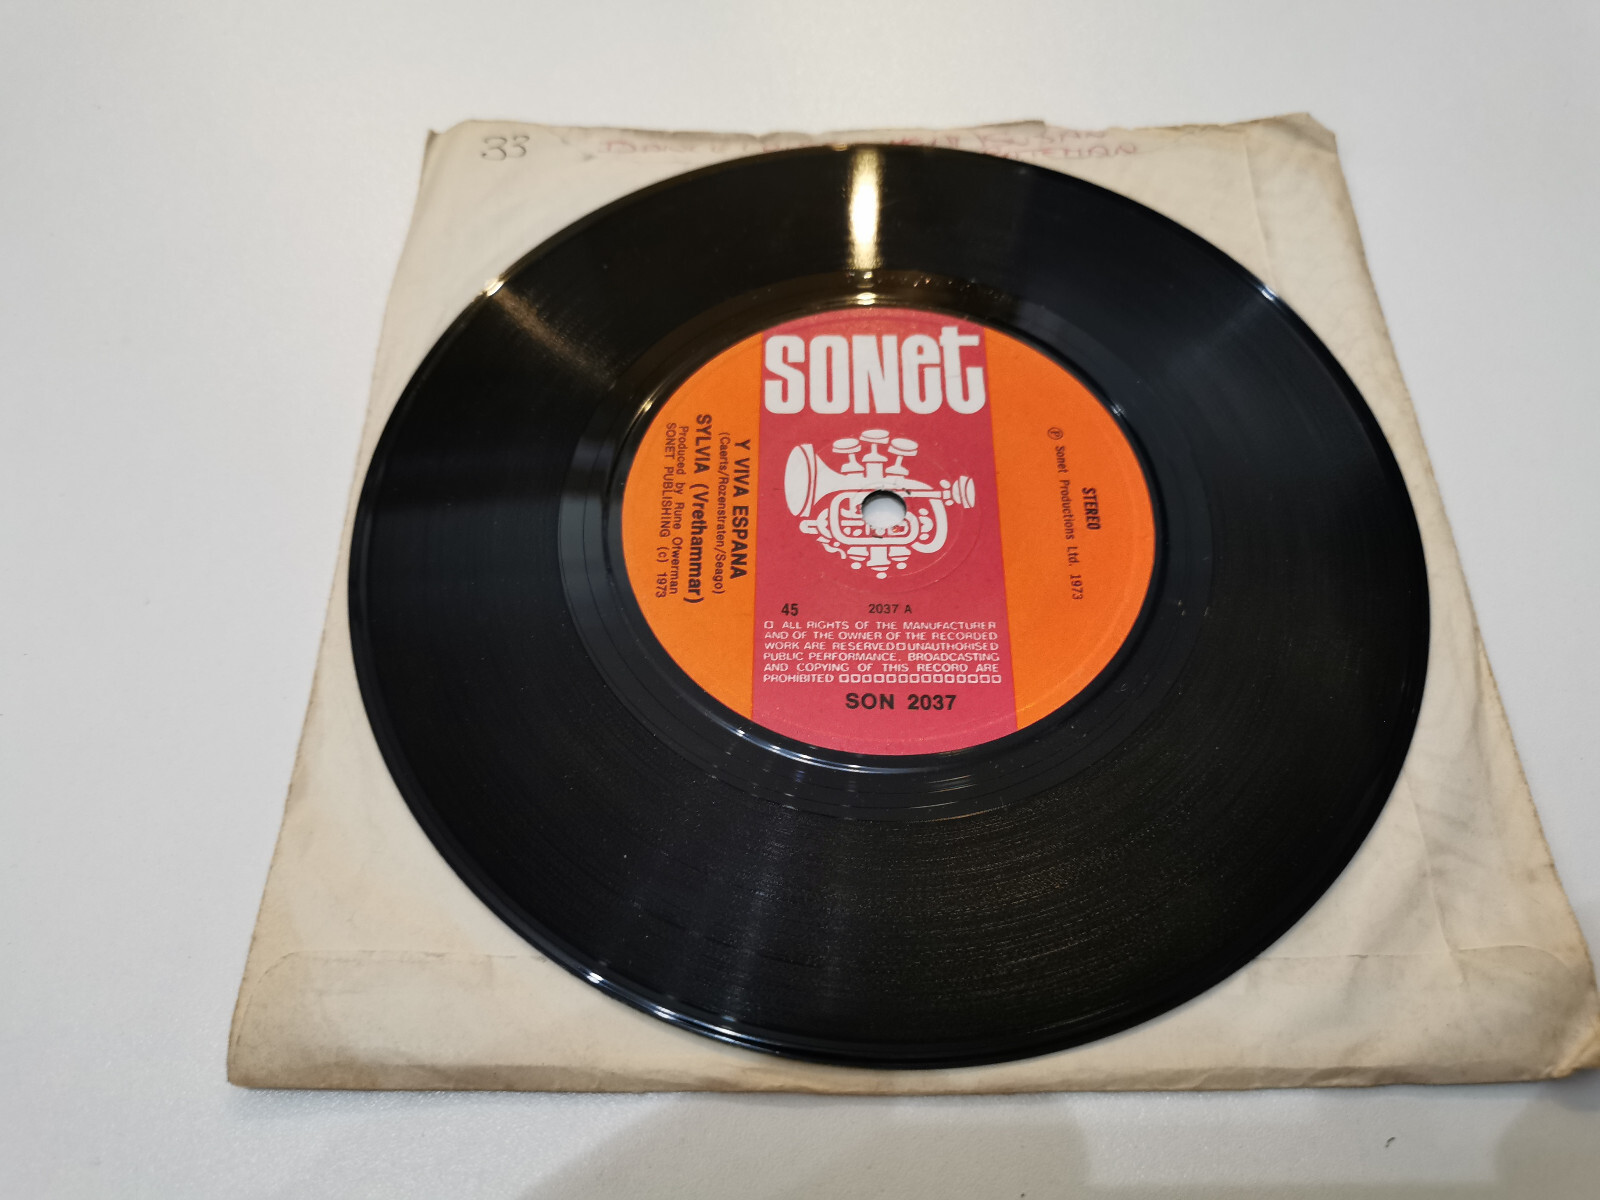 33
SONet
Y VIVA ESPANA
(Caerts/Rozenstraten/Seago)
SYLVIA (Vrethammar)
Produced by Rune Ofwerman
SONET PUBLISHING (c) 1973
STEREO
℗ Sonet Productions Ltd. 1973
45
2037 A
ALL RIGHTS OF THE MANUFACTURER
AND OF THE OWNER OF THE RECORDED
WORK ARE RESERVED UNAUTHORISED
PUBLIC PERFORMANCE, BROADCASTING
AND COPYING OF THIS RECORD ARE
PROHIBITED
SON 2037